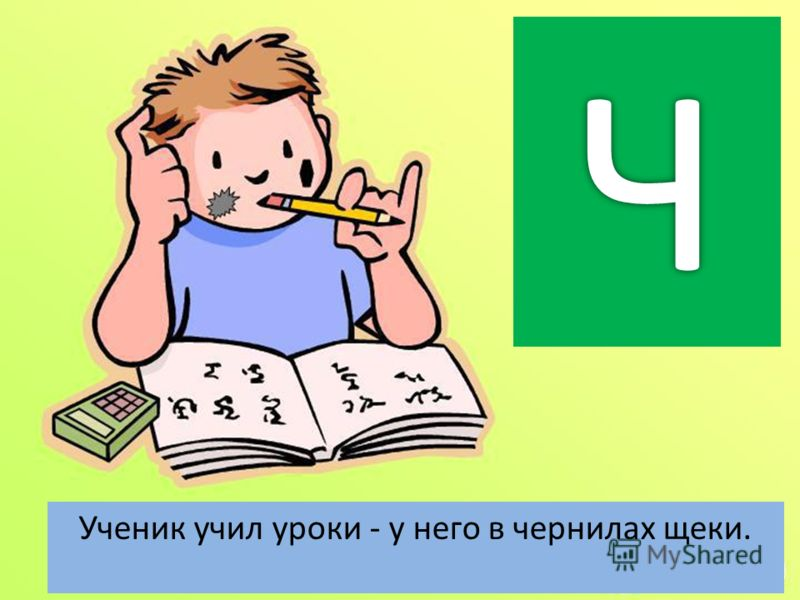 Ч
Ученик учил уроки - у него в чернилах щеки.
MyShared